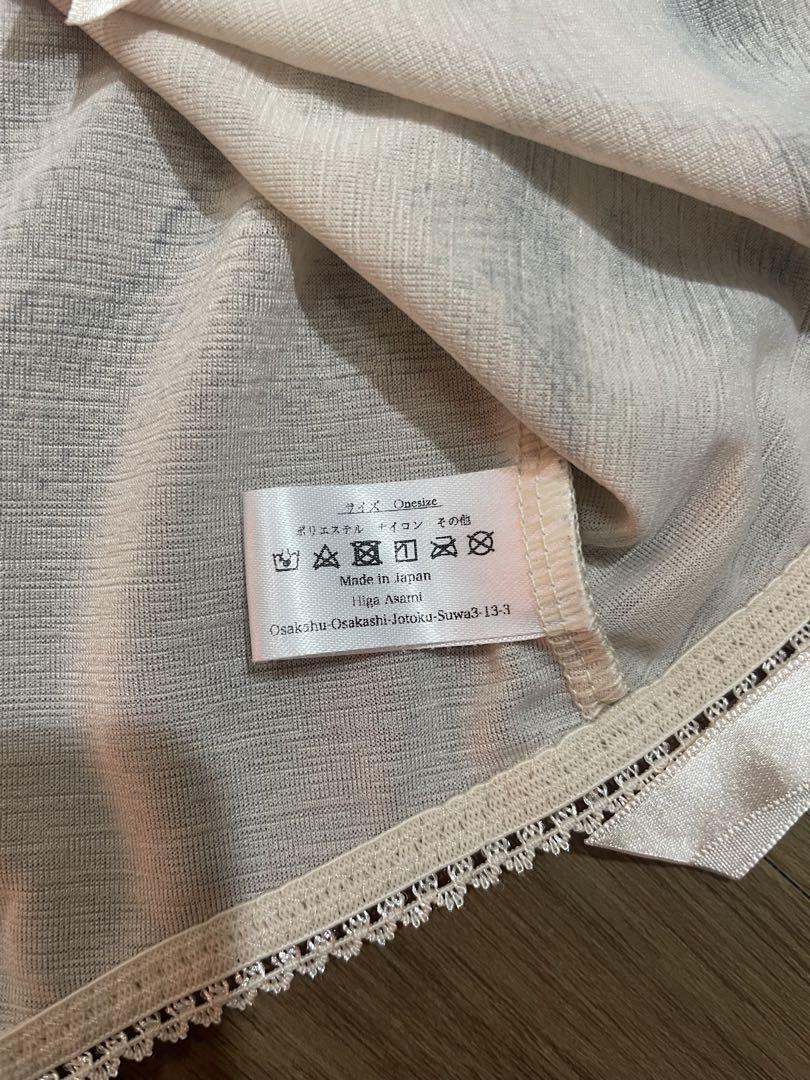 サイズ Onesize
ポリエステル ナイロン その他
Made in Japan
Higa Asami
Osakahu-Osakashi-Jotoku-Suwa3-13-3